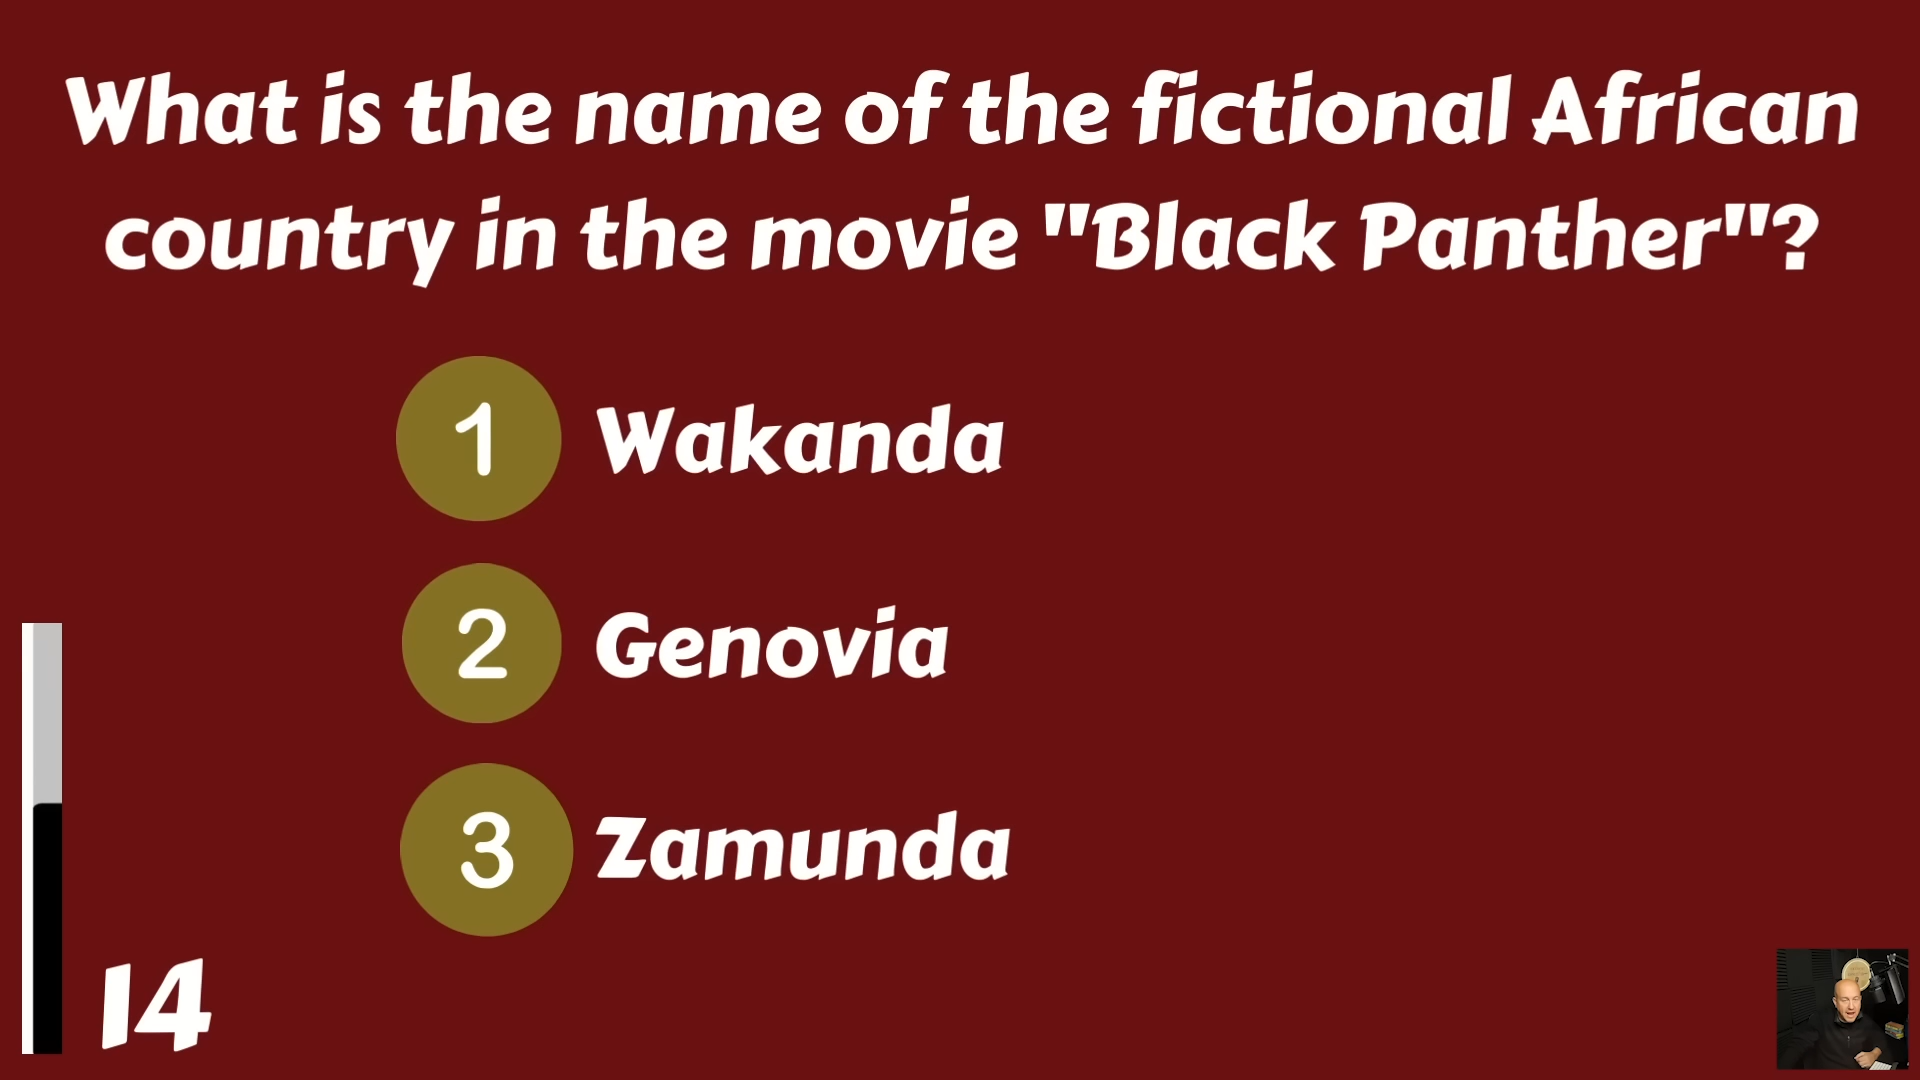 What is the name of the fictional African
country in the movie "Black Panther"?
1 Wakanda
2 Genovia
3 Zamunda
14